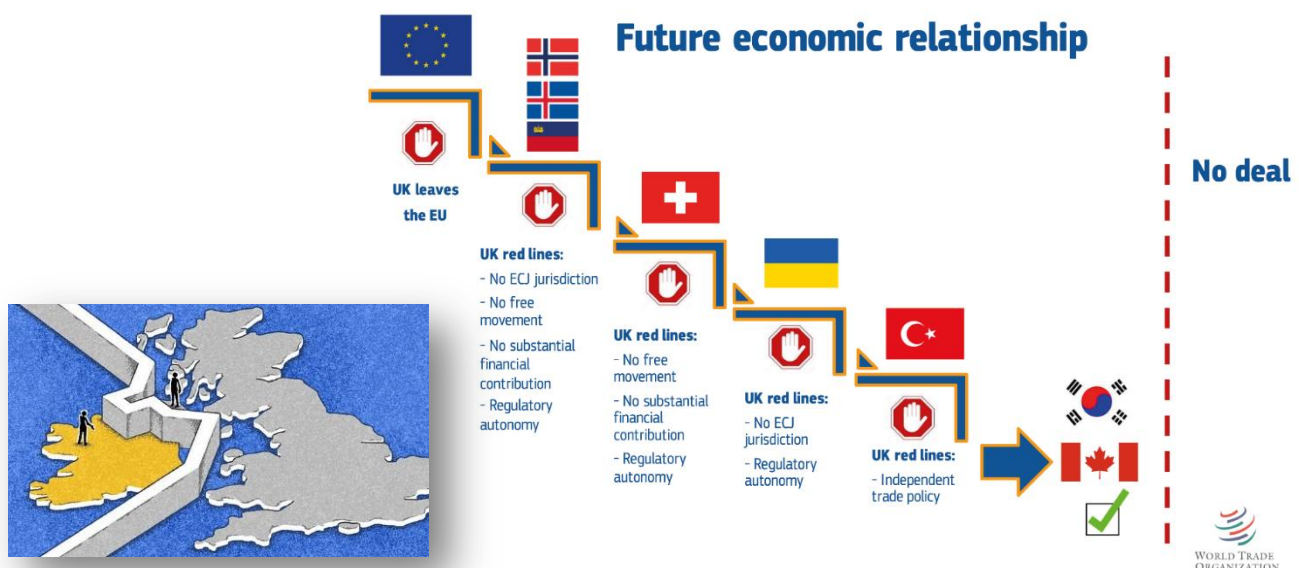 Future economic relationship
No deal
UK leaves
the EU
UK red lines:
- No ECJ jurisdiction
- No free
movement
- No substantial
financial
contribution
- Regulatory
autonomy
UK red lines:
- No free
movement
- No substantial
financial
contribution
- Regulatory
autonomy
UK red lines:
- No ECJ
jurisdiction
- Regulatory
autonomy
UK red lines:
- Independent
trade policy
WORLD TRADE
ORGANIZATION